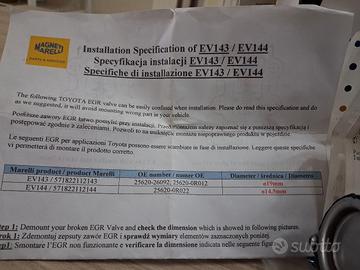 MAGNETI
MARELLI
PARTS & SERVICES
Installation Specification of EV143 / EV144
Specyfikacja instalacji EV143 / EV144
Specifiche di installazione EV143 / EV144
The following TOYOTA EGR valve can be easily confused when installation. Please do read this specification and do
as we suggested, it will avoid mounting wrong part in your vehicle.
Poniższe zawory EGR łatwo pomylić przy instalacji. Przed montażem należy zapoznać się z poniższą specyfikacją i
postępować zgodnie z zaleceniami. Pozwoli to na uniknięcie montażu niepoprawnego produktu w pojeździe.
Le seguenti EGR per applicazioni Toyota possono essere scambiate in fase di installazione. Leggere queste specifiche
vi permetterà di montare il prodotto corretto.
Marelli product / product Marelli OE number / numer OE Diameter / średnica / Diametro
EV143 / 571822112143 25620-26092, 25620-0R012 ø19mm
EV144 / 571822112144 25620-0R022 ø14.5mm
Step 1: Demount your broken EGR Valve and check the dimension which is showed in following pictures.
Krok 1: Zdemontuj zepsuty zawór EGR i sprawdź wymiary elementów zaznaczonych poniżej.
Step1: Smontare l'EGR non funzionante e verificare la dimensione indicata nelle seguenti
subito